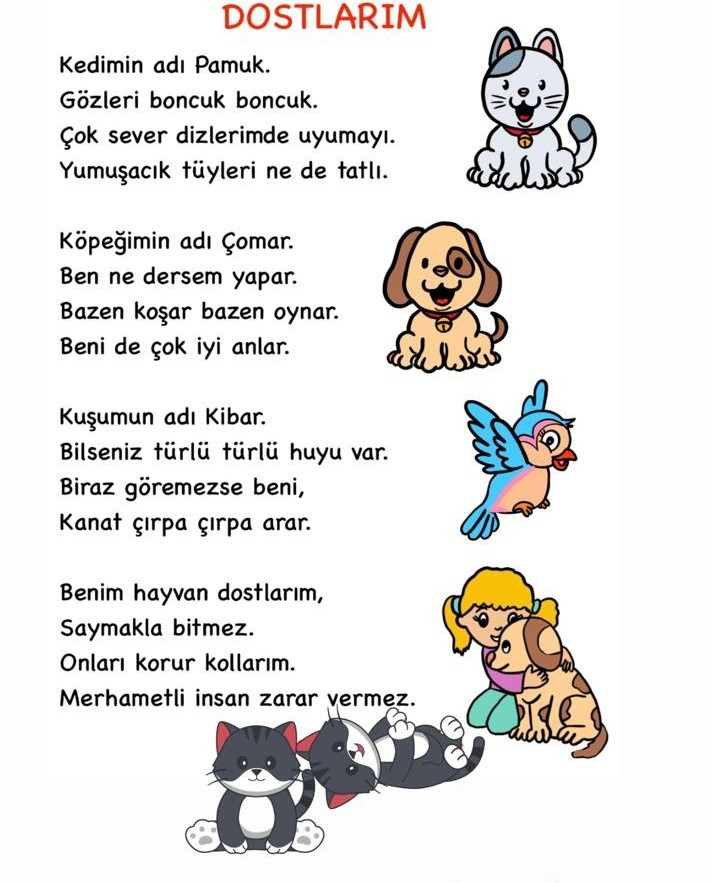 DOSTLARIM
Kedimin adı Pamuk.
Gözleri boncuk boncuk.
Çok sever dizlerimde uyumayı.
Yumuşacık tüyleri ne de tatlı.
Köpeğimin adı Çomar.
Ben ne dersem yapar.
Bazen koşar bazen oynar.
Beni de çok iyi anlar.
Kuşumun adı Kibar.
Bilseniz türlü türlü huyu var.
Biraz göremezse beni,
Kanat çırpa çırpa arar.
Benim hayvan dostlarım,
Saymakla bitmez.
Onları korur kollarım.
Merhametli insan zarar vermez.